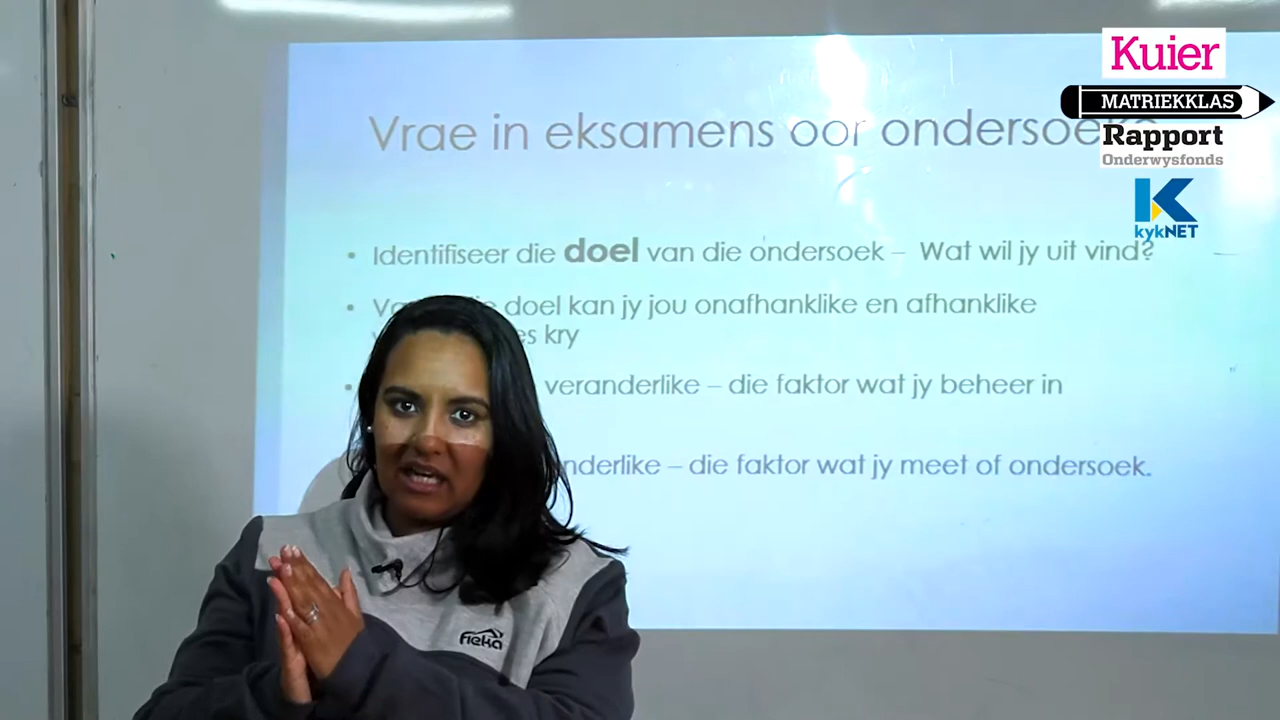 Kuier
MATRIEKKLAS
Rapport
Onderwysfonds
kykNET
Vrae in eksamens oor
• Identifiseer die doel van die ondersoek – Wat wil jy uit vind?
• doel kan jy jou onafhanklike en afhanklike
kry
• veranderlike – die faktor wat jy beheer in
– die faktor wat jy meet of ondersoek.
fieka